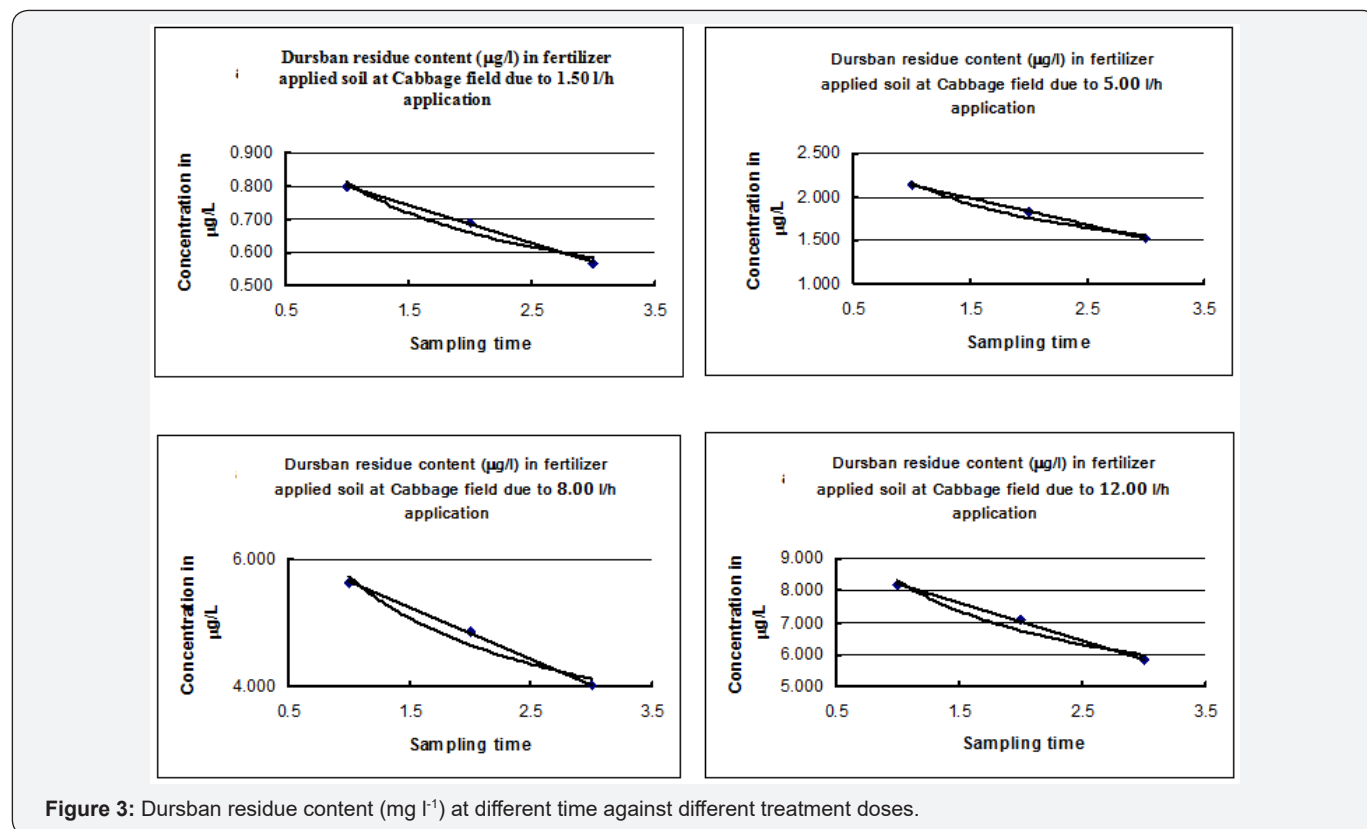 Dursban residue content (μg/l) in fertilizer
applied soil at Cabbage field due to 1.50 l/h
application
Concentration in
μg/L
0.900
0.800
0.700
0.600
0.500
0.5
1.5
2.5
3.5
Sampling time
Dursban residue content (μg/l) in fertilizer
applied soil at Cabbage field due to 5.00 l/h
application
Concentration in
μg/L
2.500
2.000
1.500
1.000
0.5
1.5
2.5
3.5
Sampling time
Dursban residue content (μg/l) in fertilizer
applied soil at Cabbage field due to 8.00 l/h
application
Concentration in
μg/L
6.000
4.000
0.5
1.5
2.5
3.5
Sampling time
Dursban residue content (μg/l) in fertilizer
applied soil at Cabbage field due to 12.00 l/h
application
Concentration in
μg/L
9.000
8.000
7.000
6.000
5.000
0.5
1.5
2.5
3.5
Sampling time
Figure 3: Dursban residue content (mg l⁻¹) at different time against different treatment doses.